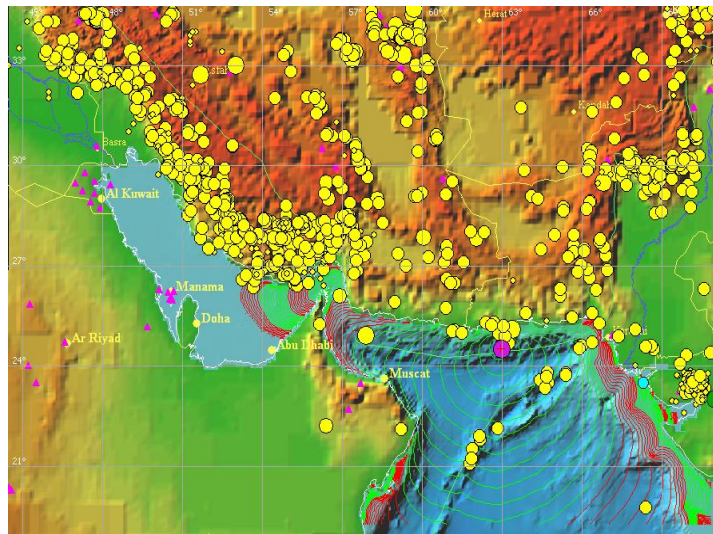 48° 51° 54° 57° 60° 63° 66°
Herat
33°
Kandah
Basra
30°
Al Kuwait
27°
Manama
Doha
Ar Riyad
Abu Dhabi
24°
Muscat
21°